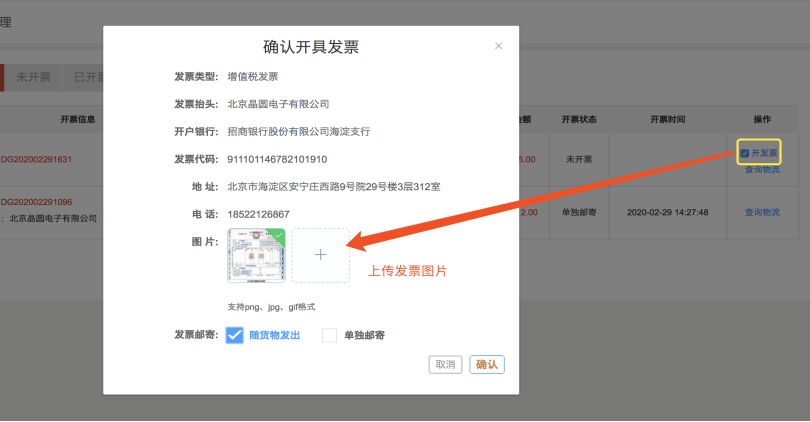 理
确认开具发票
未开票
已开票
发票类型: 增值税发票
发票抬头: 北京晶圆电子有限公司
开票信息
金额
开票状态
开票时间
操作
开户银行: 招商银行股份有限公司海淀支行
发票代码: 911101146782101910
DG202002291631
5.00
未开票
开发票
查询物流
地 址: 北京市海淀区安宁庄西路9号院29号楼3层312室
DG202002291096
: 北京晶圆电子有限公司
2.00
单独邮寄
2020-02-29 14:27:48
查询物流
电 话: 18522126867
图 片:
上传发票图片
支持png、jpg、gif格式
发票邮寄: 随货物发出 单独邮寄
取消
确认